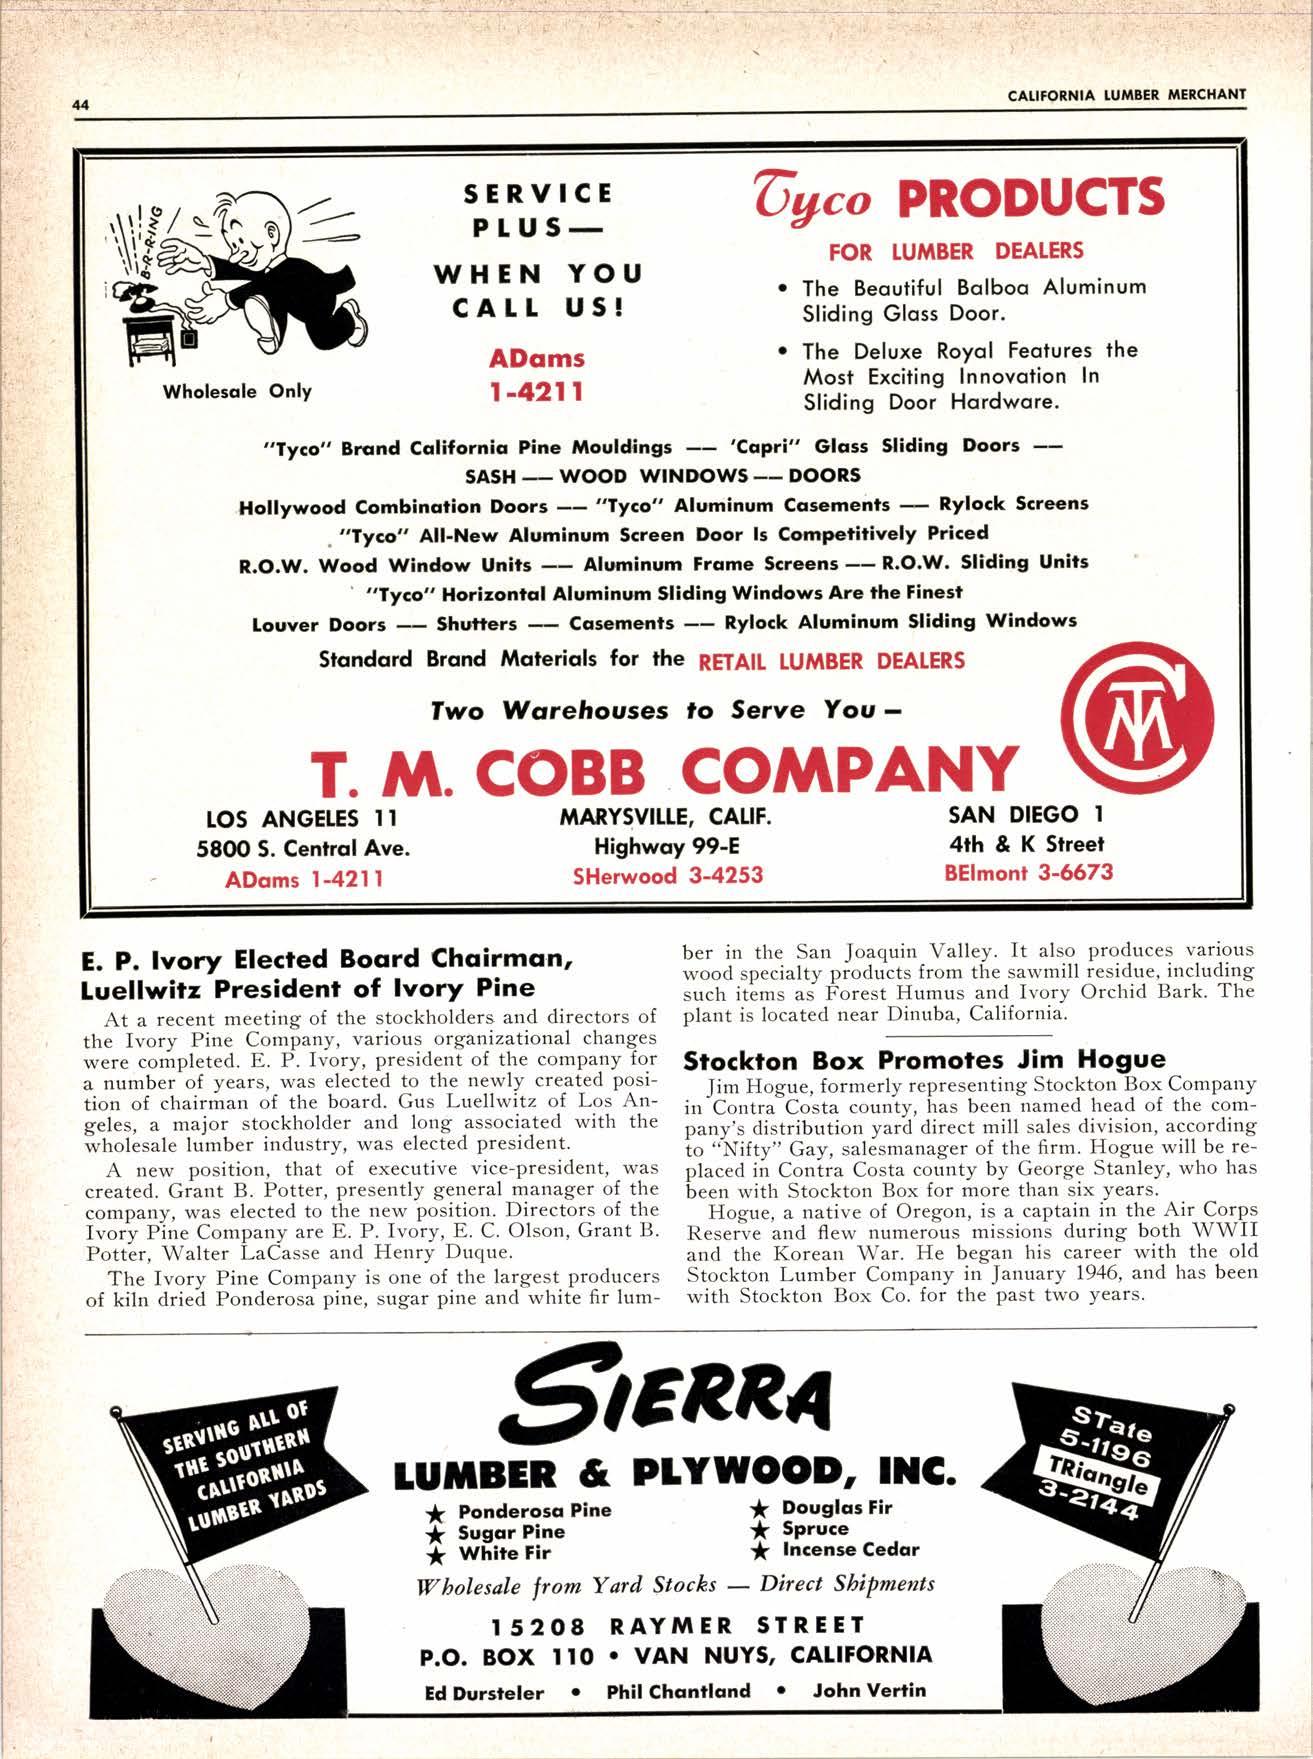 44
CALIFORNIA LUMBER MERCHANT
B-R-R-ING
Wholesale Only
SERVICE
PLUS—
WHEN YOU
CALL US!
ADams
1-4211
Tyco PRODUCTS
FOR LUMBER DEALERS
• The Beautiful Balboa Aluminum
Sliding Glass Door.
• The Deluxe Royal Features the
Most Exciting Innovation In
Sliding Door Hardware.
"Tyco" Brand California Pine Mouldings —— 'Capri" Glass Sliding Doors ——
SASH —— WOOD WINDOWS —— DOORS
Hollywood Combination Doors —— "Tyco" Aluminum Casements —— Rylock Screens
"Tyco" All-New Aluminum Screen Door Is Competitively Priced
R.O.W. Wood Window Units —— Aluminum Frame Screens —— R.O.W. Sliding Units
"Tyco" Horizontal Aluminum Sliding Windows Are the Finest
Louver Doors —— Shutters —— Casements —— Rylock Aluminum Sliding Windows
Standard Brand Materials for the RETAIL LUMBER DEALERS
Two Warehouses to Serve You —
T. M. COBB COMPANY
TMC
LOS ANGELES 11
5800 S. Central Ave.
ADams 1-4211
MARYSVILLE, CALIF.
Highway 99-E
SHerwood 3-4253
SAN DIEGO 1
4th & K Street
BElmont 3-6673
E. P. Ivory Elected Board Chairman,
Luellwitz President of Ivory Pine
At a recent meeting of the stockholders and directors of
the Ivory Pine Company, various organizational changes
were completed. E. P. Ivory, president of the company for
a number of years, was elected to the newly created posi-
tion of chairman of the board. Gus Luellwitz of Los An-
geles, a major stockholder and long associated with the
wholesale lumber industry, was elected president.
A new position, that of executive vice-president, was
created. Grant B. Potter, presently general manager of the
company, was elected to the new position. Directors of the
Ivory Pine Company are E. P. Ivory, E. C. Olson, Grant B.
Potter, Walter LaCasse and Henry Duque.
The Ivory Pine Company is one of the largest producers
of kiln dried Ponderosa pine, sugar pine and white fir lum-
ber in the San Joaquin Valley. It also produces various
wood specialty products from the sawmill residue, including
such items as Forest Humus and Ivory Orchid Bark. The
plant is located near Dinuba, California.
Stockton Box Promotes Jim Hogue
Jim Hogue, formerly representing Stockton Box Company
in Contra Costa county, has been named head of the com-
pany's distribution yard direct mill sales division, according
to "Nifty" Gay, salesmanager of the firm. Hogue will be re-
placed in Contra Costa county by George Stanley, who has
been with Stockton Box for more than six years.
Hogue, a native of Oregon, is a captain in the Air Corps
Reserve and flew numerous missions during both WWII
and the Korean War. He began his career with the old
Stockton Lumber Company in January 1946, and has been
with Stockton Box Co. for the past two years.
SERVING ALL OF
THE SOUTHERN
CALIFORNIA
LUMBER YARDS
SIERRA
LUMBER & PLYWOOD, INC.
★ Ponderosa Pine
★ Sugar Pine
★ White Fir
★ Douglas Fir
★ Spruce
★ Incense Cedar
Wholesale from Yard Stocks — Direct Shipments
15208 RAYMER STREET
P.O. BOX 110 • VAN NUYS, CALIFORNIA
Ed Dursteler • Phil Chantland • John Vertin
STate
5-1196
TRiangle
3-2144